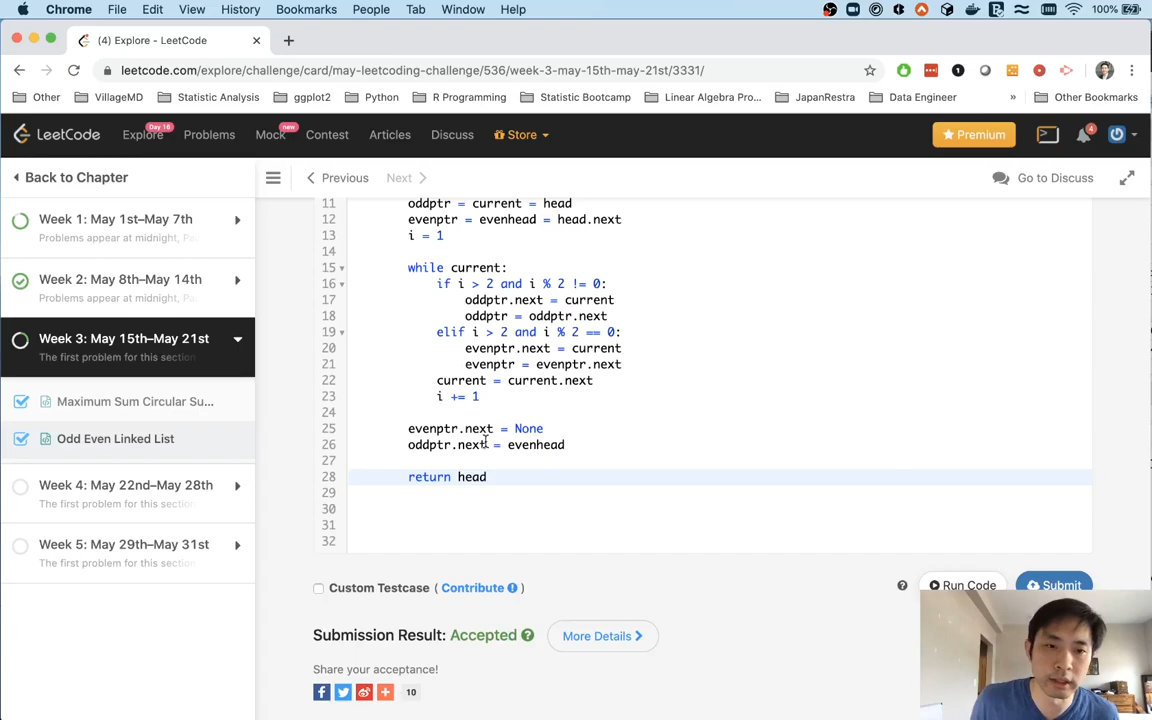 Chrome File Edit View History Bookmarks People Tab Window Help 100%
(4) Explore - LeetCode
leetcode.com/explore/challenge/card/may-leetcoding-challenge/536/week-3-may-15th-may-21st/3331/
Other VillageMD Statistic Analysis ggplot2 Python R Programming Statistic Bootcamp Linear Algebra Pro... JapanRestra Data Engineer » Other Bookmarks
LeetCode Explore Day 16 Problems Mock new Contest Articles Discuss Store Premium 4
Back to Chapter Previous Next Go to Discuss
Week 1: May 1st–May 7th
Problems appear at midnight,
Week 2: May 8th–May 14th
Problems appear at midnight,
Week 3: May 15th–May 21st
The first problem for this section
Maximum Sum Circular Su...
Odd Even Linked List
Week 4: May 22nd–May 28th
The first problem for this section
Week 5: May 29th–May 31st
The first problem for this section
11 oddptr = current = head
12 evenptr = evenhead = head.next
13 i = 1
14
15 while current:
16 if i > 2 and i % 2 != 0:
17 oddptr.next = current
18 oddptr = oddptr.next
19 elif i > 2 and i % 2 == 0:
20 evenptr.next = current
21 evenptr = evenptr.next
22 current = current.next
23 i += 1
24
25 evenptr.next = None
26 oddptr.next = evenhead
27
28 return head
29
30
31
32
Custom Testcase ( Contribute ) ? Run Code Submit
Submission Result: Accepted ? More Details
Share your acceptance!
10